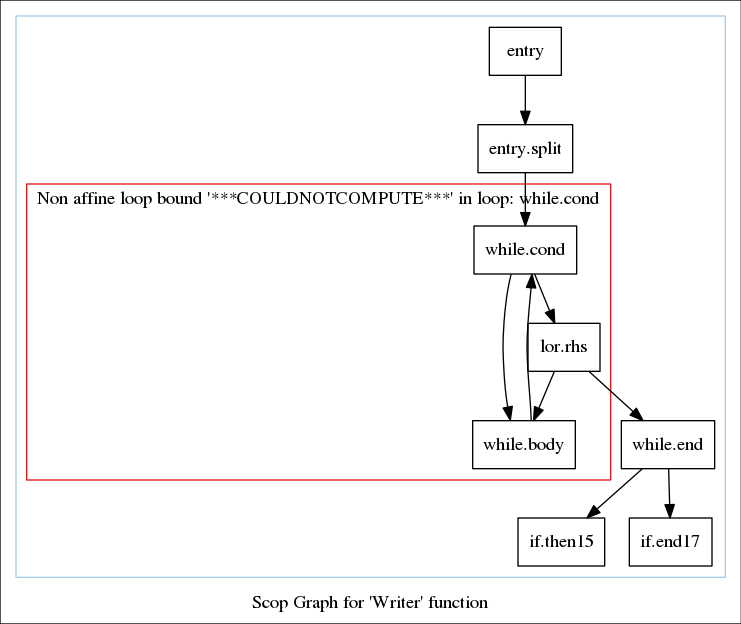 entry
entry.split
Non affine loop bound '***COULDNOTCOMPUTE***' in loop: while.cond
while.cond
lor.rhs
while.body
while.end
if.then15
if.end17
Scop Graph for 'Writer' function